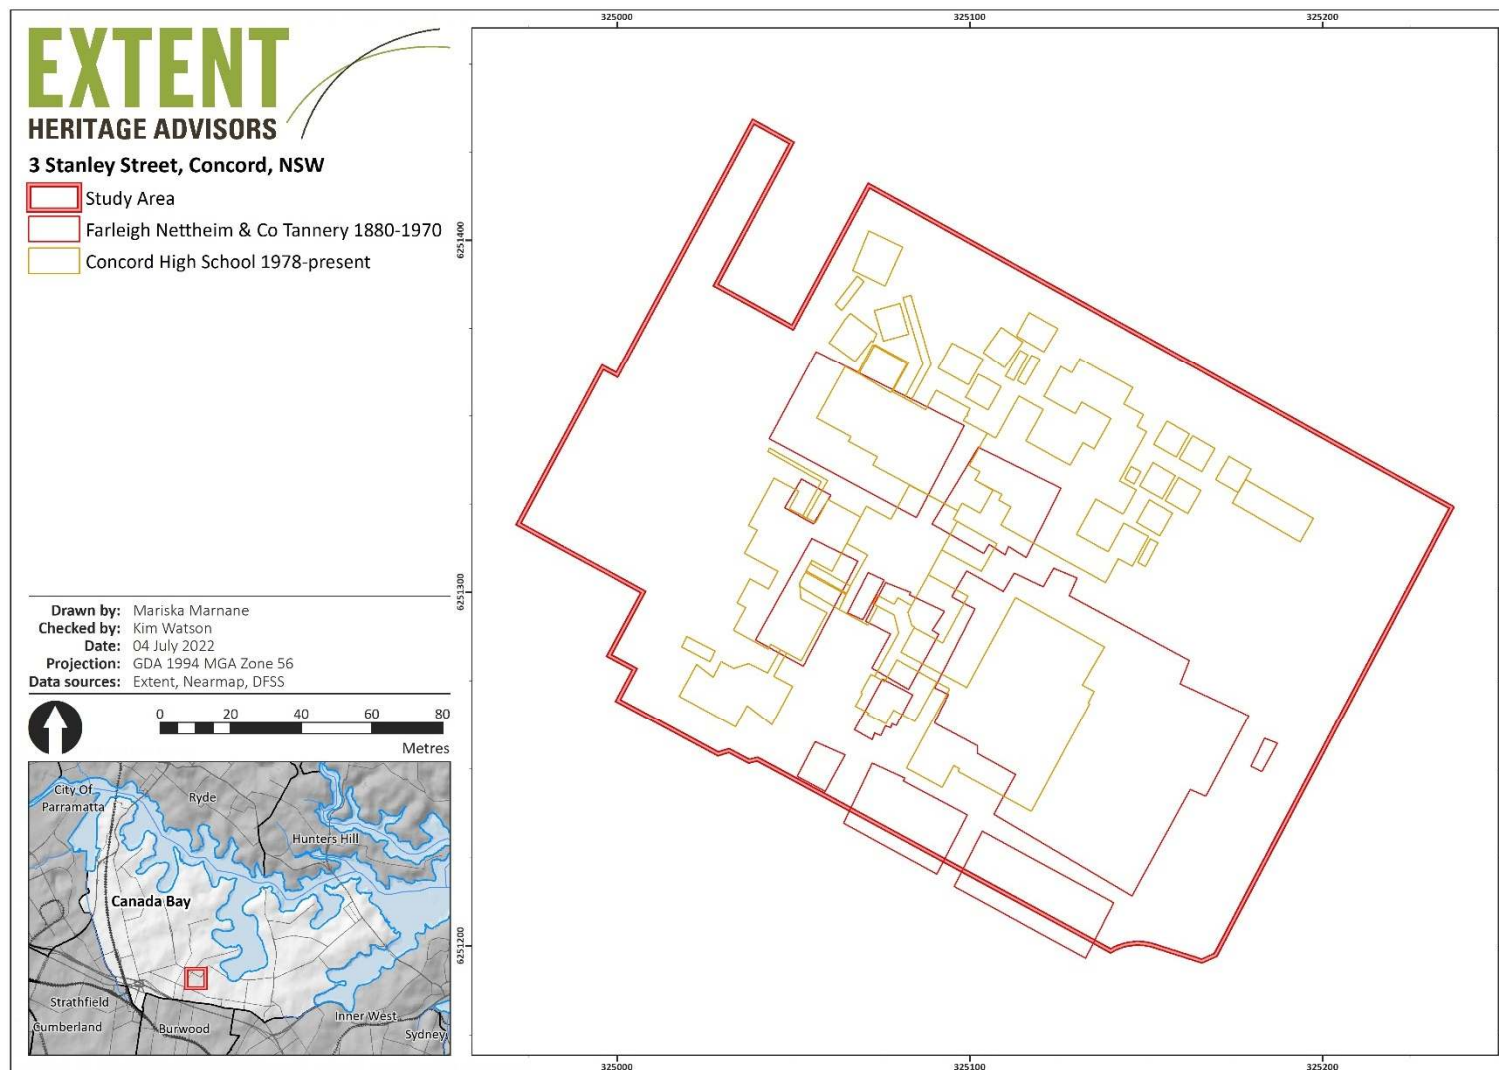 EXTENT
HERITAGE ADVISORS
3 Stanley Street, Concord, NSW
Study Area
Farleigh Nettheim & Co Tannery 1880-1970
Concord High School 1978-present
Drawn by: Mariska Marnane
Checked by: Kim Watson
Date: 04 July 2022
Projection: GDA 1994 MGA Zone 56
Data sources: Extent, Nearmap, DFSS
0 20 40 60 80
Metres
City Of
Parramatta
Ryde
Hunters Hill
Canada Bay
Strathfield
Cumberland
Burwood
Inner West
Sydney
325000 325100 325200
6251400
6251300
6251200
325000 325100 325200